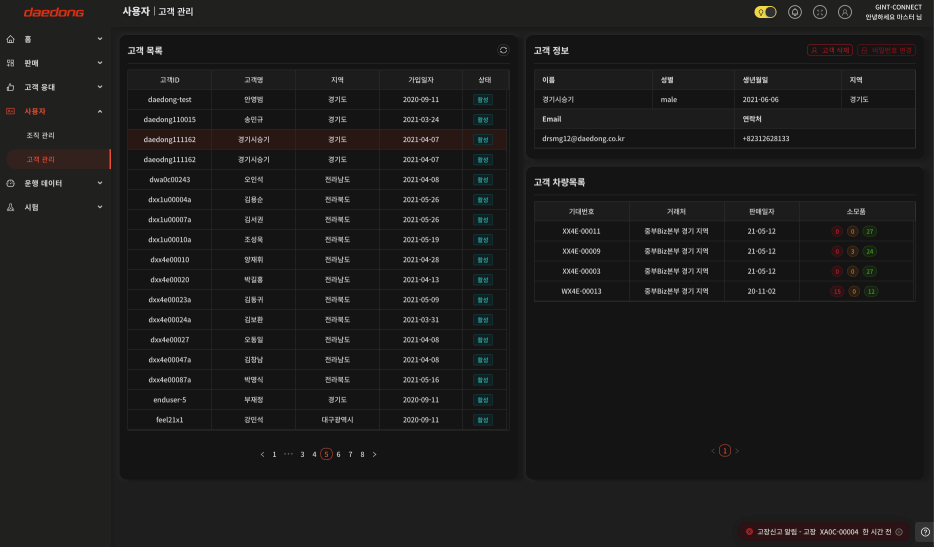 daedong
사용자 | 고객 관리
GINT-CONNECT
안녕하세요 마스터 님
홈
판매
고객 응대
사용자
조직 관리
고객 관리
운행 데이터
시험
고객 목록
고객ID 고객명 지역 가입일자 상태
daedong-test 안영범 경기도 2020-09-11 활성
daedong110015 송민규 경기도 2021-03-24 활성
daedong111162 경기시승기 경기도 2021-04-07 활성
daeodng111162 경기시승기 경기도 2021-04-07 활성
dwa0c00243 오인석 전라남도 2021-04-08 활성
dxx1u00004a 김용순 전라북도 2021-05-26 활성
dxx1u00007a 김서권 전라북도 2021-05-26 활성
dxx1u00010a 조성욱 전라북도 2021-05-19 활성
dxx4e00010 양재휘 전라남도 2021-04-28 활성
dxx4e00020 박길홍 전라남도 2021-04-13 활성
dxx4e00023a 김동귀 전라북도 2021-05-09 활성
dxx4e00024a 김보환 전라북도 2021-03-31 활성
dxx4e00027 오동일 전라남도 2021-04-08 활성
dxx4e00047a 김창남 전라남도 2021-04-08 활성
dxx4e00087a 박영식 전라북도 2021-05-16 활성
enduser-5 부재정 경기도 2020-09-11 활성
feel21x1 강민석 대구광역시 2020-09-11 활성
< 1 ··· 3 4 5 6 7 8 >
고객 정보
고객 삭제 비밀번호 변경
이름 성별 생년월일 지역
경기시승기 male 2021-06-06 경기도
Email 연락처
drsmg12@daedong.co.kr +82312628133
고객 차량목록
기대번호 거래처 판매일자 소모품
XX4E-00011 중부Biz본부 경기 지역 21-05-12 0 0 27
XX4E-00009 중부Biz본부 경기 지역 21-05-12 0 3 24
XX4E-00003 중부Biz본부 경기 지역 21-05-12 0 0 27
WX4E-00013 중부Biz본부 경기 지역 20-11-02 15 0 12
< 1 >
고장신고 알림 - 고장 XA0C-00004 한 시간 전